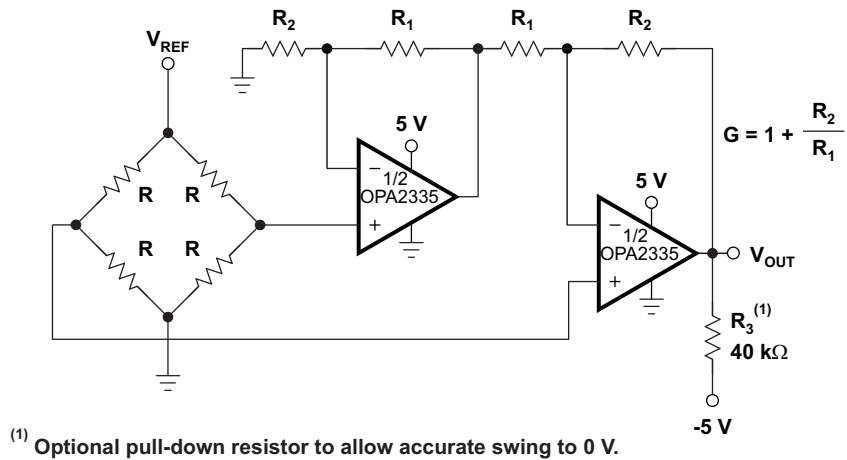 R2
R1
R1
R2
VREF
5 V
G = 1 + R2
R1
R
R
−
1/2
OPA2335
+
5 V
R
R
−
1/2
OPA2335
+
VOUT
R3(1)
40 kΩ
-5 V
(1) Optional pull-down resistor to allow accurate swing to 0 V.